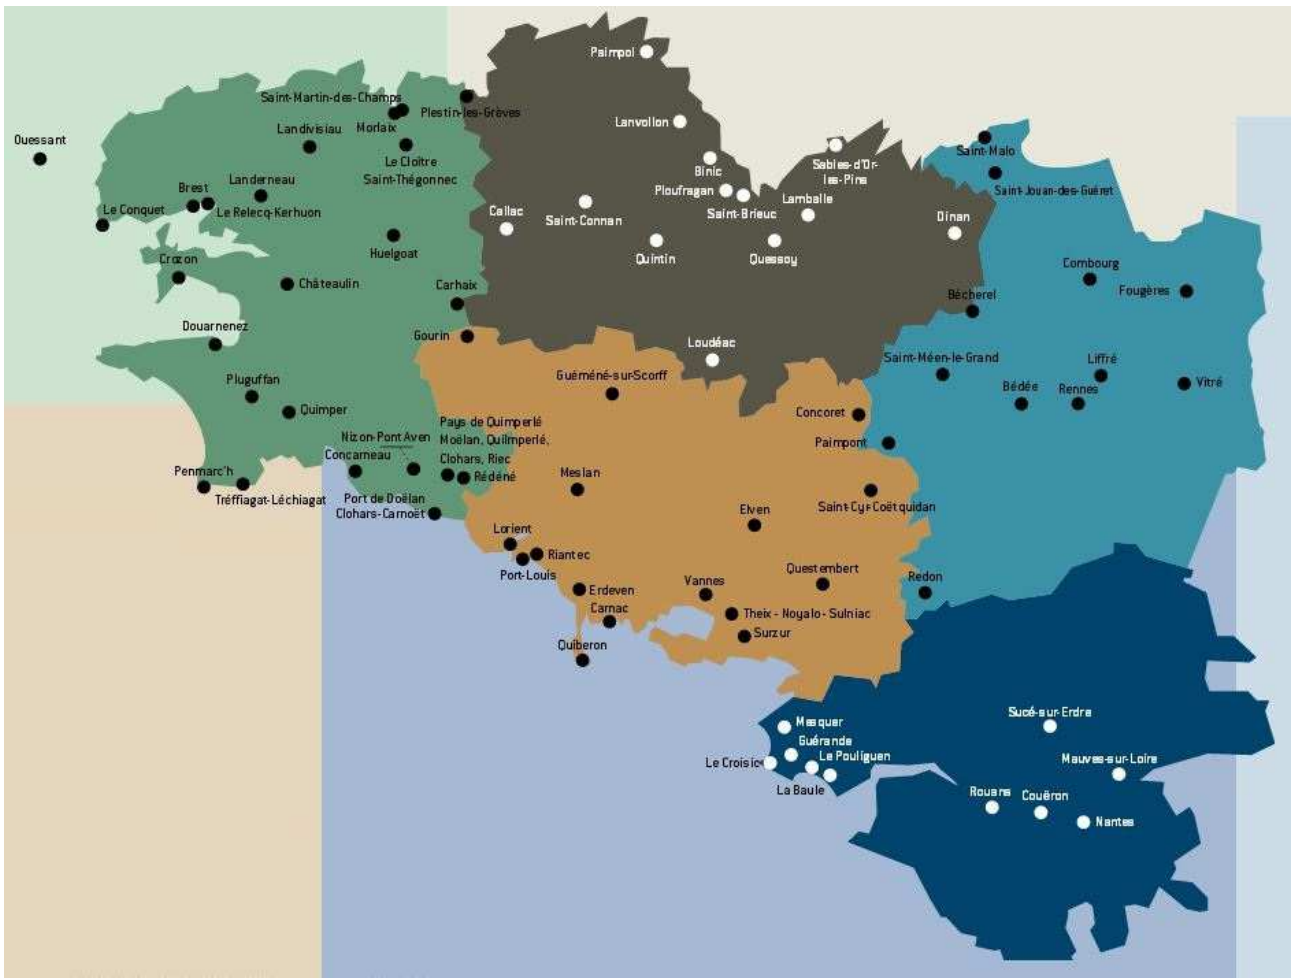 Paimpol
Saint-Martin-des-Champs
Plestin-les-Grèves
Morlaix
Lanvollon
Landivisiau
Ouessant
Le Cloître
Saint-Thégonnec
Saint-Malo
Sables-d'Or-
les-Pins
Binic
Ploufragan
Saint-Jouan-des-Guéret
Landerneau
Brest
Le Relecq-Kerhuon
Le Conquet
Lamballe
Saint-Brieuc
Callac
Saint-Connan
Dinan
Huelgoat
Quintin
Quessoy
Crozon
Châteaulin
Combourg
Fougères
Carhaix
Bécherel
Douarnenez
Gourin
Loudéac
Saint-Méen-le-Grand
Liffré
Pluguffan
Guéméné-sur-Scorff
Bédée
Rennes
Vitré
Quimper
Concoret
Pays de Quimperlé
Nizon-Pont Aven
Moëlan, Quilmperlé,
Paimpont
Concarneau
Clohars, Riec
Rédéné
Penmarc'h
Meslan
Tréffiagat-Léchiagat
Port de Doëlan
Clohars-Carnoët
Saint-Cyr-Coëtquidan
Elven
Lorient
Riantec
Port-Louis
Questembert
Redon
Vannes
Erdeven
Carnac
Theix - Noyalo - Sulniac
Surzur
Quiberon
Mesquer
Sucé-sur-Erdre
Guérande
Le Pouliguen
Le Croisic
Mauves-sur-Loire
La Baule
Rouans
Couëron
Nantes